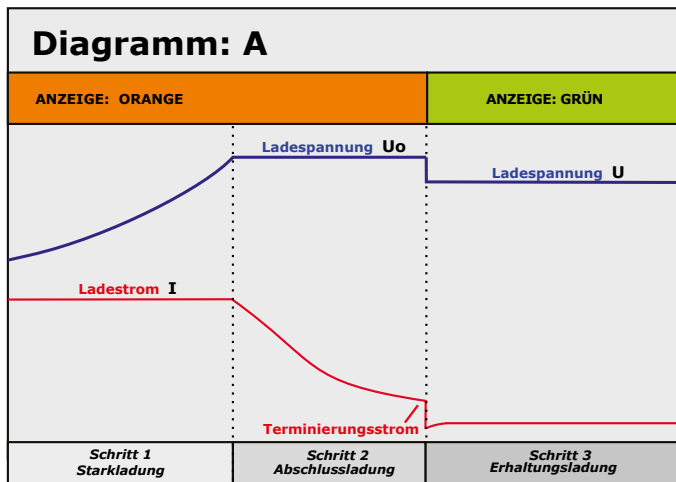 Diagramm: A
ANZEIGE: ORANGE
ANZEIGE: GRÜN
Ladespannung Uo
Ladespannung U
Ladestrom I
Terminierungsstrom
Schritt 1
Starkladung
Schritt 2
Abschlussladung
Schritt 3
Erhaltungsladung